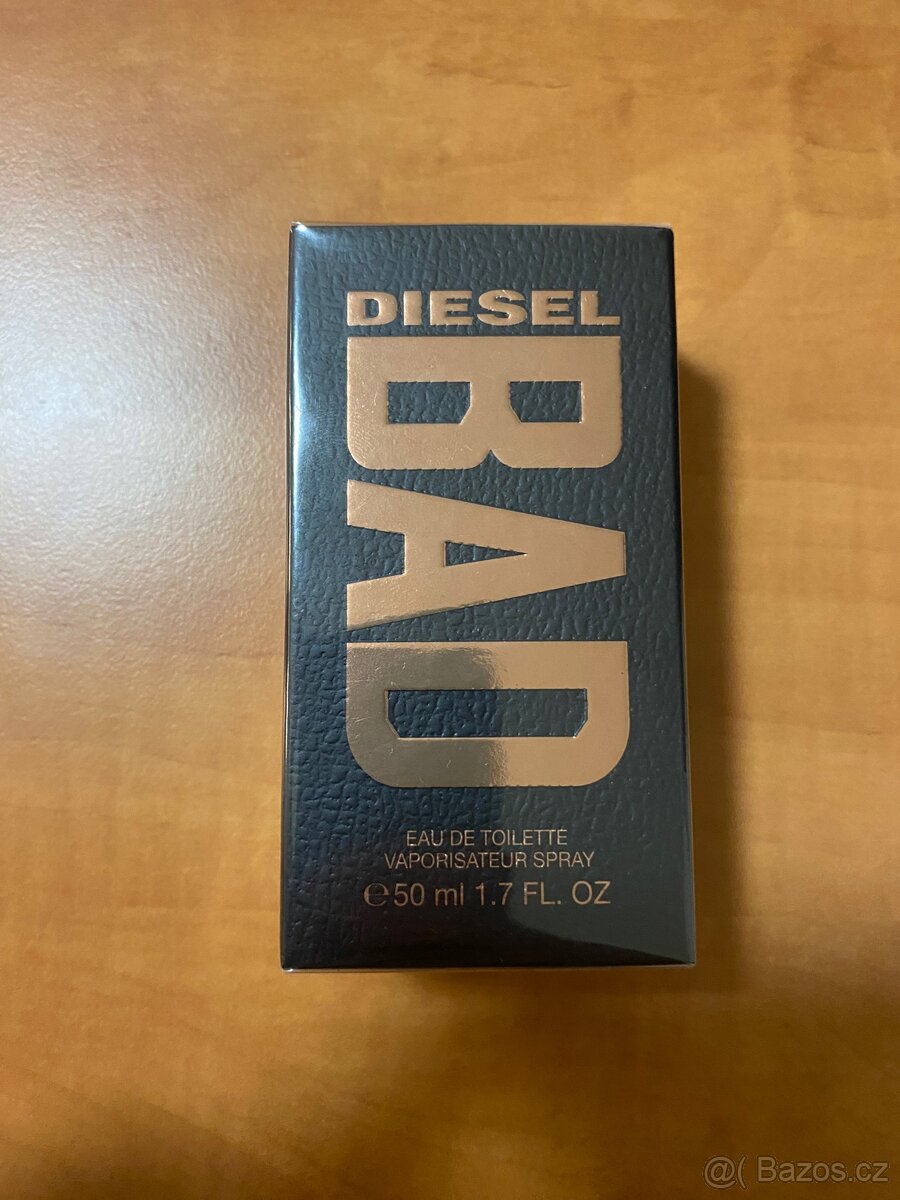 DIESEL
BAD
EAU DE TOILETTE
VAPORISATEUR SPRAY
℮50 ml 1.7 FL. OZ
@( Bazos.cz